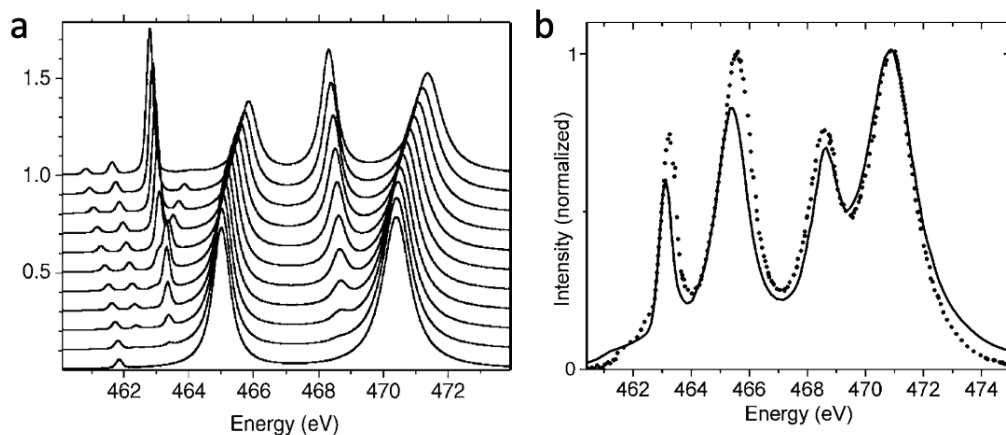 a
1.5
1.0
0.5
462 464 466 468 470 472
Energy (eV)
b
Intensity (normalized)
1
0
462 464 466 468 470 472 474
Energy (eV)